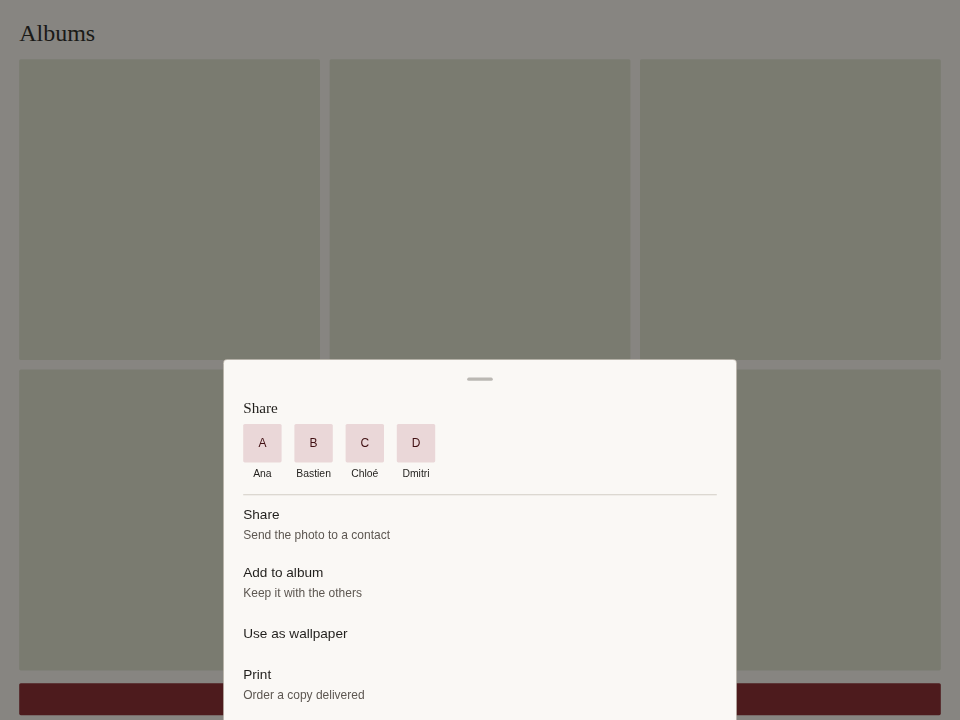 Albums
Share
A B C D
Ana Bastien Chloé Dmitri
Share
Send the photo to a contact
Add to album
Keep it with the others
Use as wallpaper
Print
Order a copy delivered